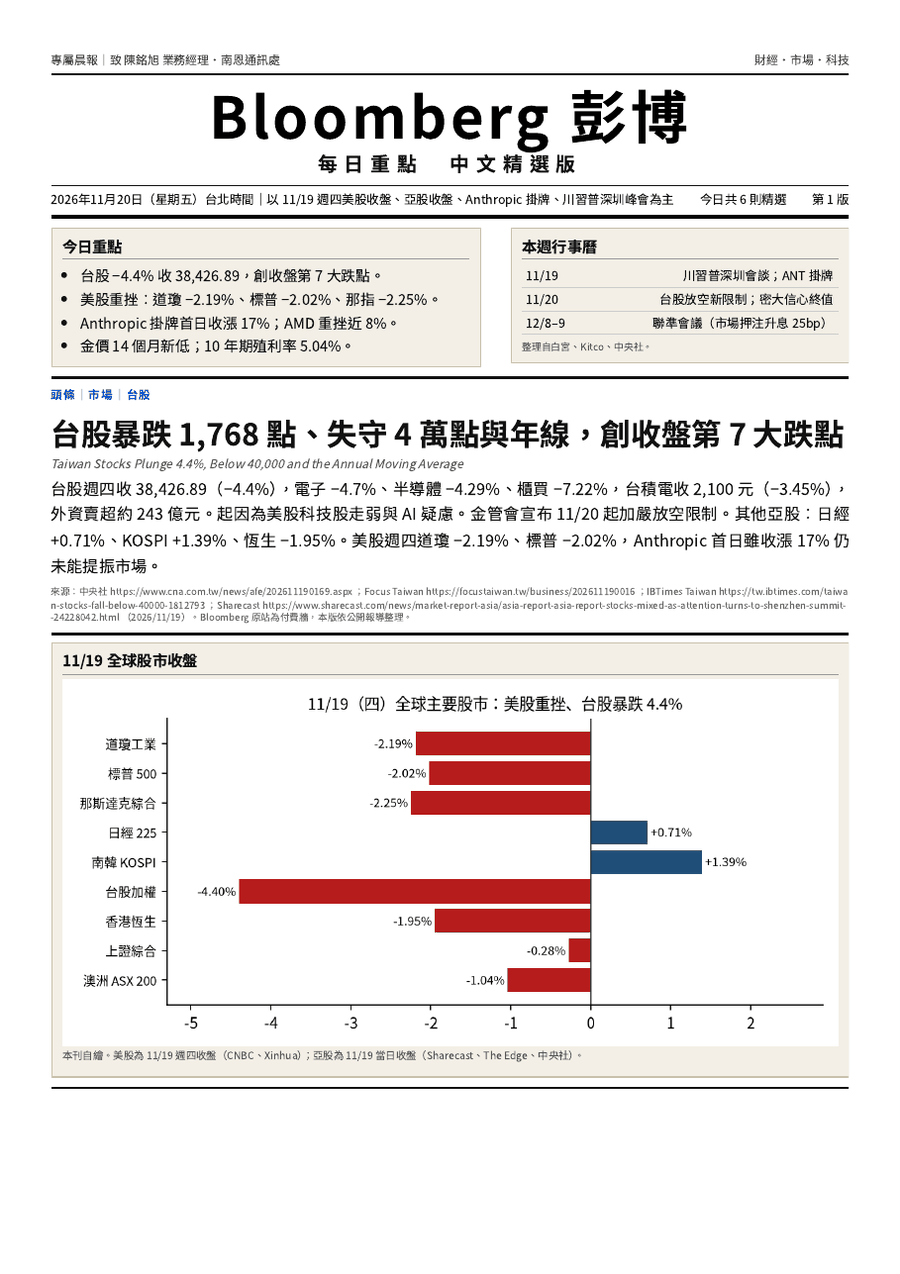 專屬晨報｜致 陳銘旭 業務經理・南恩通訊處
財經・市場・科技
Bloomberg 彭博
每日重點 中文精選版
2026年11月20日（星期五）台北時間｜以 11/19 週四美股收盤、亞股收盤、Anthropic 掛牌、川習普深圳峰會為主 今日共 6 則精選 第 1 版
今日重點
• 台股 −4.4% 收 38,426.89，創收盤第 7 大跌點。
• 美股重挫：道瓊 −2.19%、標普 −2.02%、那指 −2.25%。
• Anthropic 掛牌首日收漲 17%；AMD 重挫近 8%。
• 金價 14 個月新低；10 年期殖利率 5.04%。
本週行事曆
11/19 川習普深圳會談；ANT 掛牌
11/20 台股放空新限制；密大信心終值
12/8–9 聯準會議（市場押注升息 25bp）
整理自白宮、Kitco、中央社。
頭條｜市場｜台股
台股暴跌 1,768 點、失守 4 萬點與年線，創收盤第 7 大跌點
Taiwan Stocks Plunge 4.4%, Below 40,000 and the Annual Moving Average
台股週四收 38,426.89（−4.4%），電子 −4.7%、半導體 −4.29%、櫃買 −7.22%，台積電收 2,100 元（−3.45%），
外資賣超約 243 億元。起因為美股科技股走弱與 AI 疑慮。金管會宣布 11/20 起加嚴放空限制。其他亞股：日經
+0.71%、KOSPI +1.39%、恆生 −1.95%。美股週四道瓊 −2.19%、標普 −2.02%，Anthropic 首日雖收漲 17% 仍
未能提振市場。
來源：中央社 https://www.cna.com.tw/news/afe/202611190169.aspx ；Focus Taiwan https://focustaiwan.tw/business/202611190016 ；IBTimes Taiwan https://tw.ibtimes.com/taiwa
n-stocks-fall-below-40000-1812793 ；Sharecast https://www.sharecast.com/news/market-report-asia/asia-report-asia-report-stocks-mixed-as-attention-turns-to-shenzhen-summit-
-24228042.html （2026/11/19）。Bloomberg 原站為付費牆，本版依公開報導整理。
11/19 全球股市收盤
11/19（四）全球主要股市：美股重挫、台股暴跌 4.4%
道瓊工業 -2.19%
標普 500 -2.02%
那斯達克綜合 -2.25%
日經 225 +0.71%
南韓 KOSPI +1.39%
台股加權 -4.40%
香港恆生 -1.95%
上證綜合 -0.28%
澳洲 ASX 200 -1.04%
-5 -4 -3 -2 -1 0 1 2
本刊自繪。美股為 11/19 週四收盤（CNBC、Xinhua）；亞股為 11/19 當日收盤（Sharecast、The Edge、中央社）。